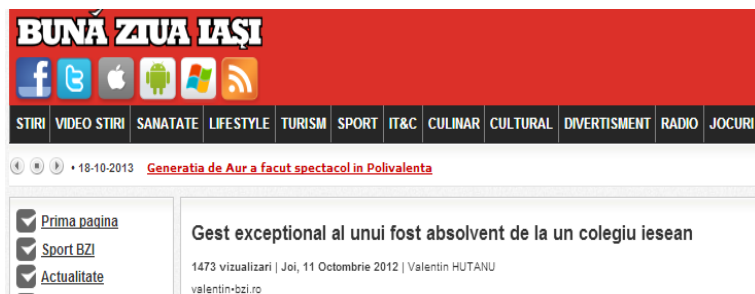 BUNĂ ZIUA IAŞI
STIRI VIDEO STIRI SANATATE LIFESTYLE TURISM SPORT IT&C CULINAR CULTURAL DIVERTISMENT RADIO JOCURI
• 18-10-2013 Generatia de Aur a facut spectacol in Polivalenta
Prima pagina
Sport BZI
Actualitate
Gest exceptional al unui fost absolvent de la un colegiu iesean
1473 vizualizari | Joi, 11 Octombrie 2012 | Valentin HUTANU
valentin•bzi.ro